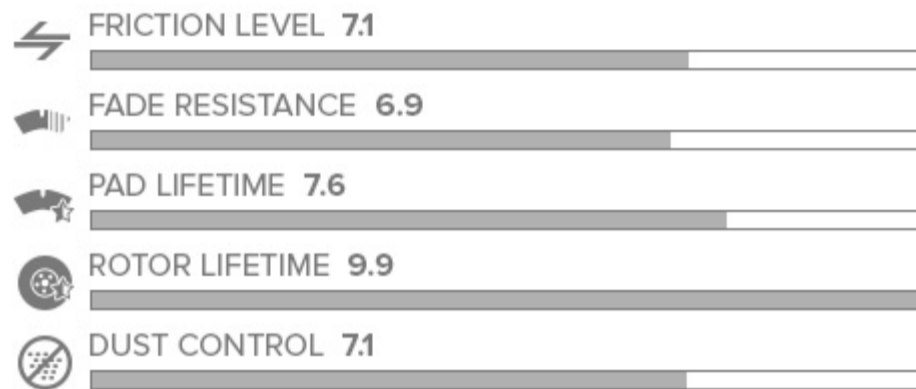 FRICTION LEVEL 7.1
FADE RESISTANCE 6.9
PAD LIFETIME 7.6
ROTOR LIFETIME 9.9
DUST CONTROL 7.1